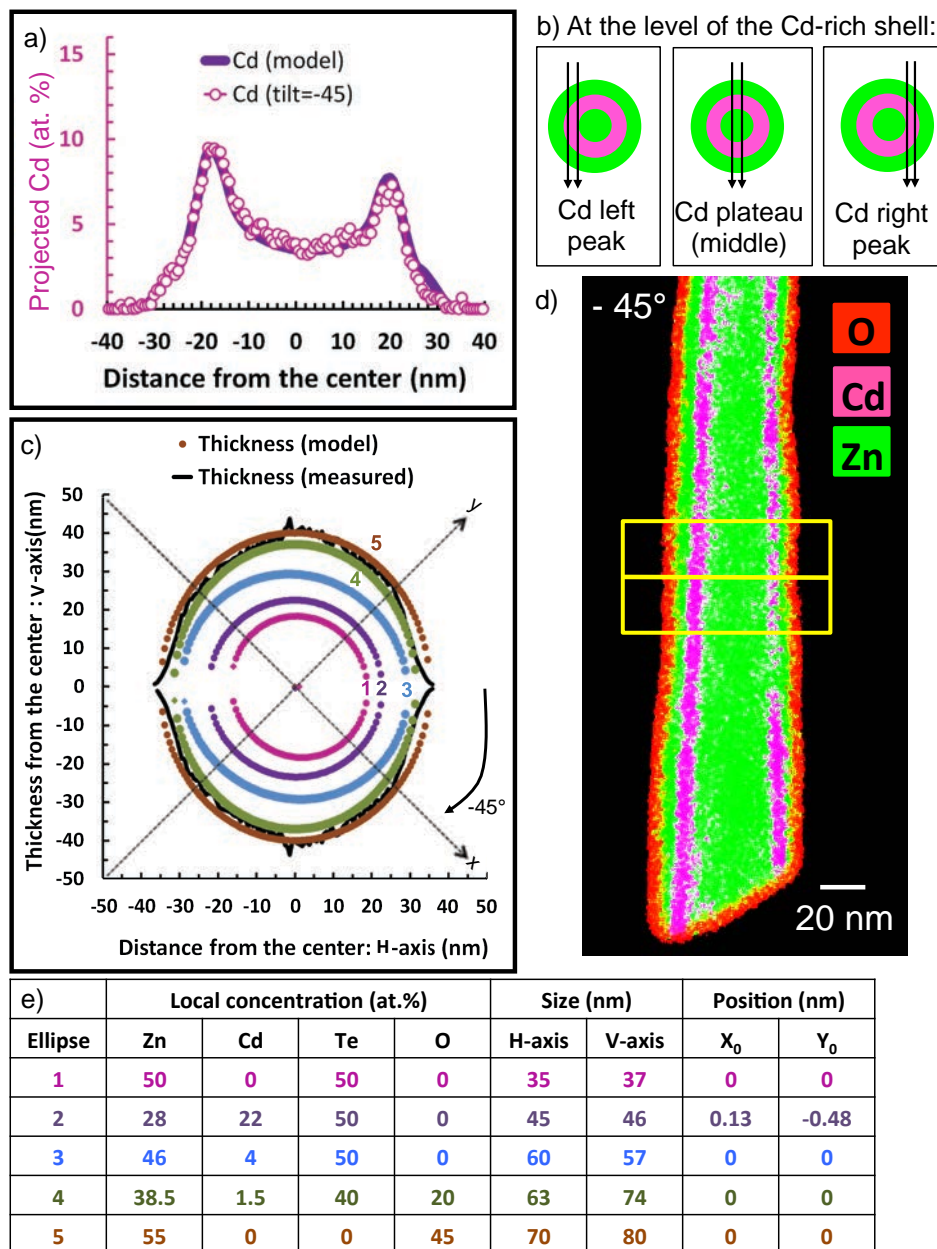 a)
15
10
5
0
Projected Cd (at. %)
Cd (model)
Cd (tilt=-45)
-40 -30 -20 -10 0 10 20 30 40
Distance from the center (nm)
b) At the level of the Cd-rich shell:
Cd left
peak
Cd plateau
(middle)
Cd right
peak
c)
Thickness (model)
Thickness (measured)
50
40
30
20
10
0
-10
-20
-30
-40
-50
Thickness from the center : v-axis(nm)
y
5
4
1 2 3
-45°
x
-50 -40 -30 -20 -10 0 10 20 30 40 50
Distance from the center: H-axis (nm)
d)
- 45°
O
Cd
Zn
20 nm
e) Local concentration (at.%) Size (nm) Position (nm)
Ellipse Zn Cd Te O H-axis V-axis X₀ Y₀
1 50 0 50 0 35 37 0 0
2 28 22 50 0 45 46 0.13 -0.48
3 46 4 50 0 60 57 0 0
4 38.5 1.5 40 20 63 74 0 0
5 55 0 0 45 70 80 0 0